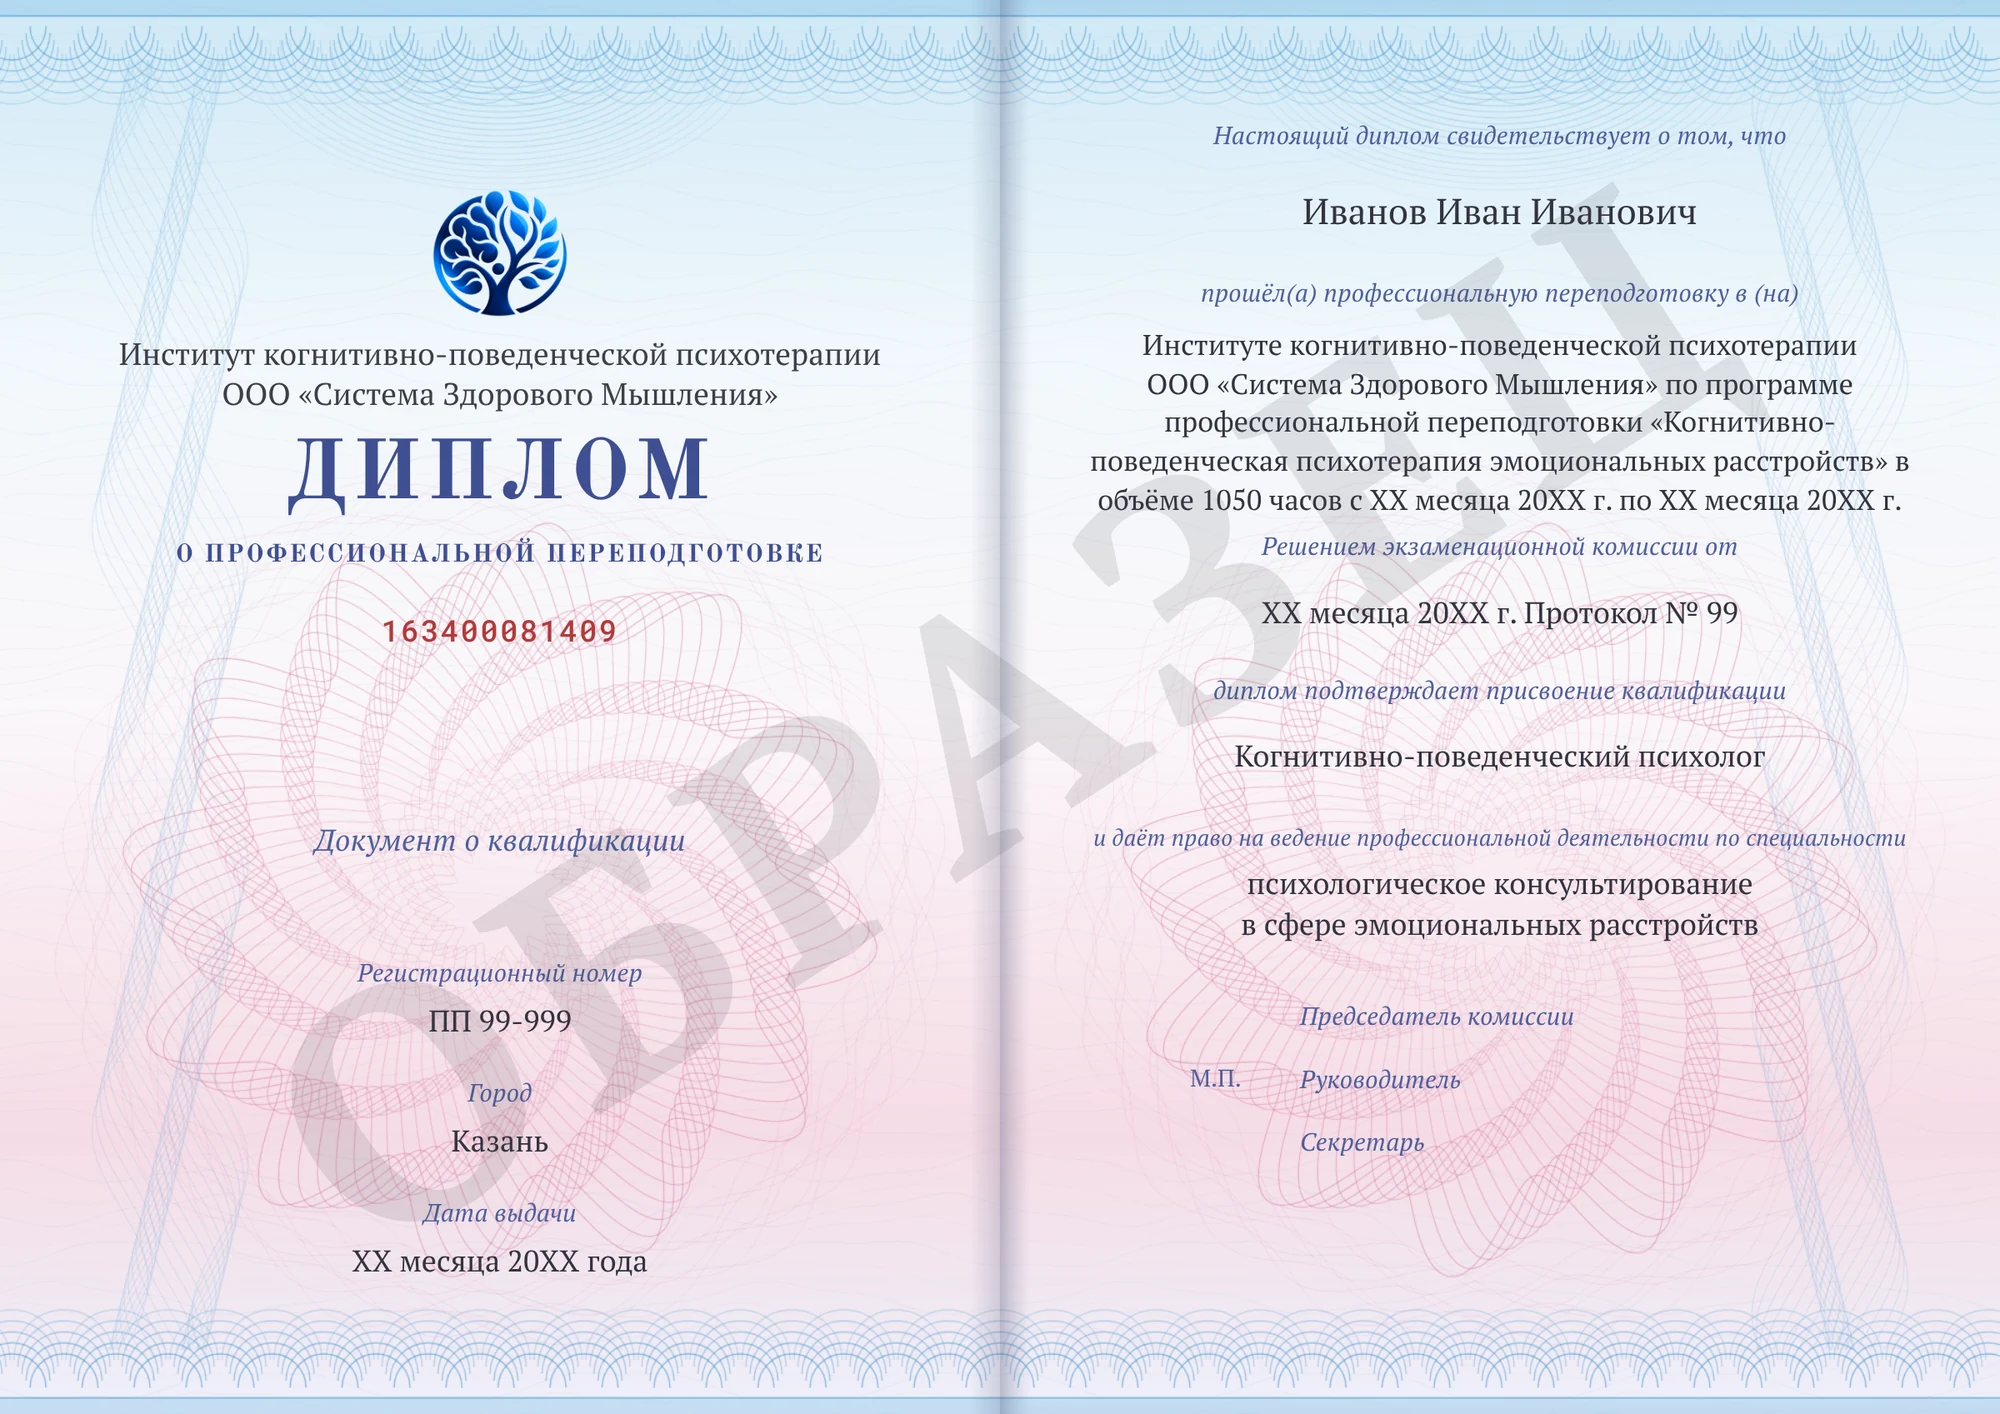 Институт когнитивно-поведенческой психотерапии
ООО «Система Здорового Мышления»
ДИПЛОМ
О ПРОФЕССИОНАЛЬНОЙ ПЕРЕПОДГОТОВКЕ
163400081409
Документ о квалификации
Регистрационный номер
ПП 99-999
Город
Казань
Дата выдачи
XX месяца 20XX года
Настоящий диплом свидетельствует о том, что
Иванов Иван Иванович
прошёл(а) профессиональную переподготовку в (на)
Институте когнитивно-поведенческой психотерапии
ООО «Система Здорового Мышления» по программе
профессиональной переподготовки «Когнитивно-
поведенческая психотерапия эмоциональных расстройств» в
объёме 1050 часов с XX месяца 20XX г. по XX месяца 20XX г.
Решением экзаменационной комиссии от
XX месяца 20XX г. Протокол № 99
диплом подтверждает присвоение квалификации
Когнитивно-поведенческий психолог
и даёт право на ведение профессиональной деятельности по специальности
психологическое консультирование
в сфере эмоциональных расстройств
Председатель комиссии
М.П. Руководитель
Секретарь
ОБРАЗЕЦ